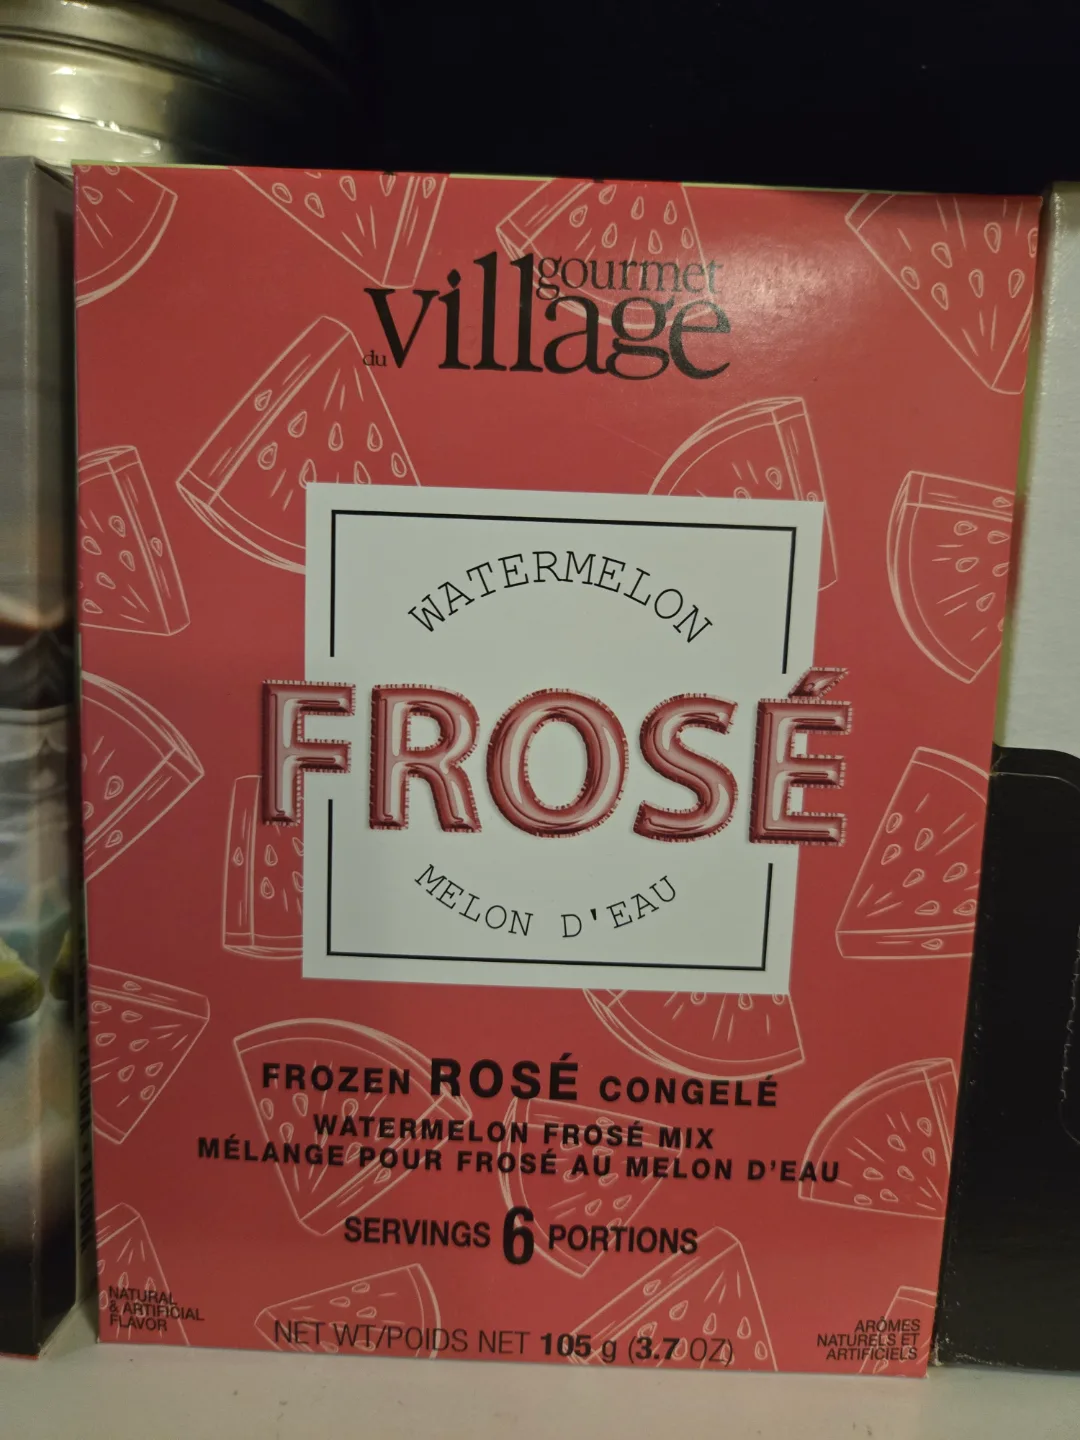 gourmet
du village
WATERMELON
FROSÉ
MELON D'EAU
FROZEN ROSÉ CONGELÉ
WATERMELON FROSÉ MIX
MÉLANGE POUR FROSÉ AU MELON D'EAU
SERVINGS 6 PORTIONS
NATURAL
& ARTIFICIAL
FLAVOR
NET WT/POIDS NET 105 g (3.7 OZ)
ARÔMES
NATURELS ET
ARTIFICIELS